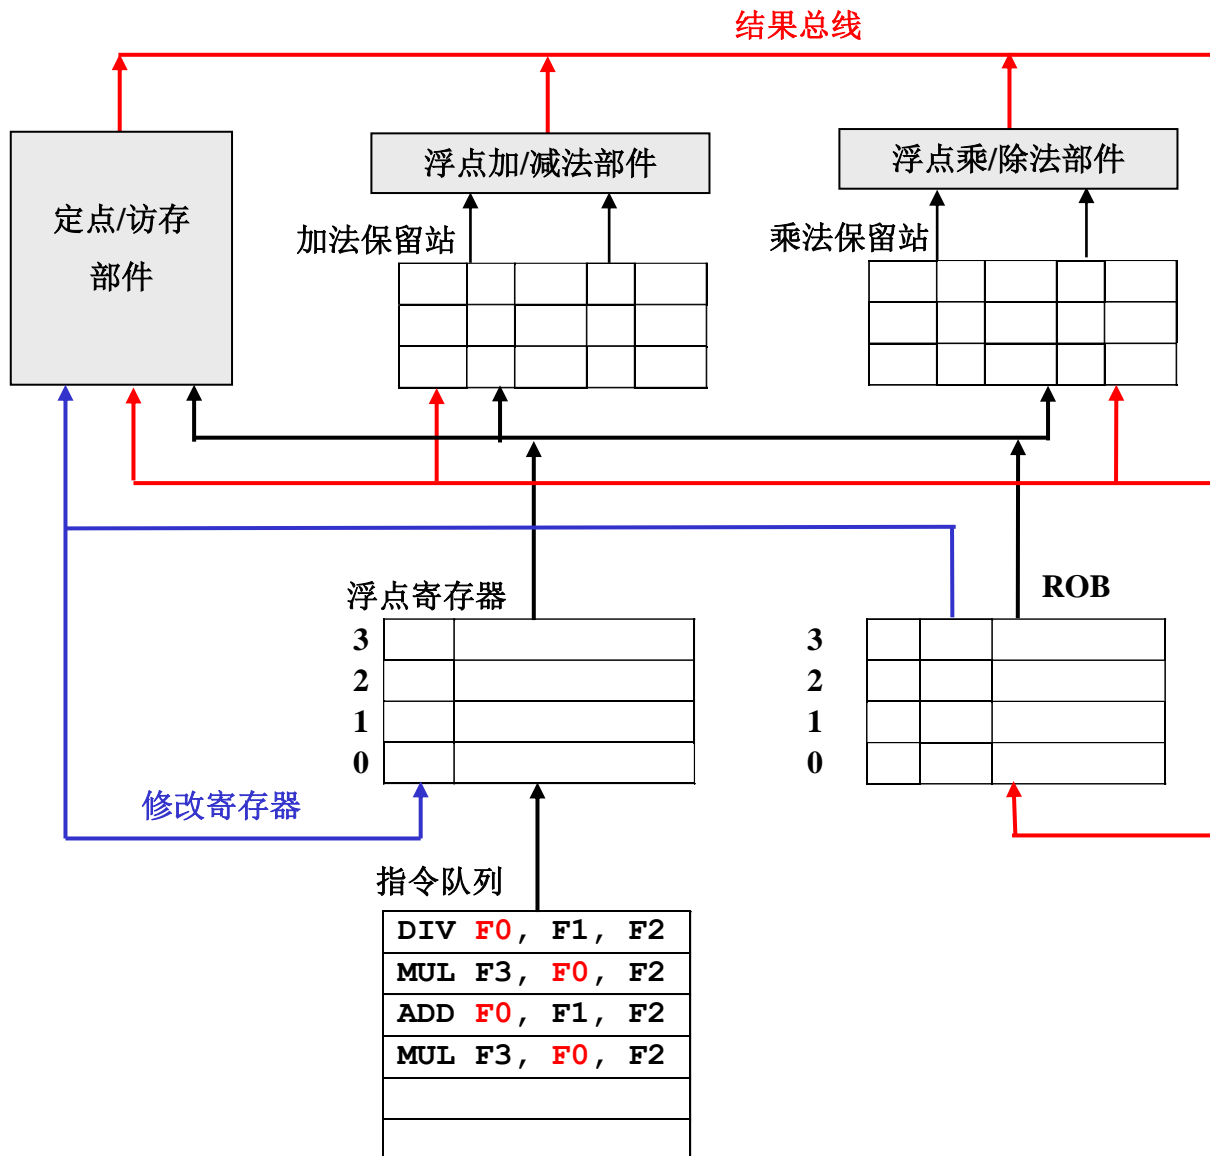 结果总线
定点/访存
部件
浮点加/减法部件
浮点乘/除法部件
加法保留站
乘法保留站
浮点寄存器
ROB
3
2
1
0
3
2
1
0
修改寄存器
指令队列
DIV F0, F1, F2
MUL F3, F0, F2
ADD F0, F1, F2
MUL F3, F0, F2